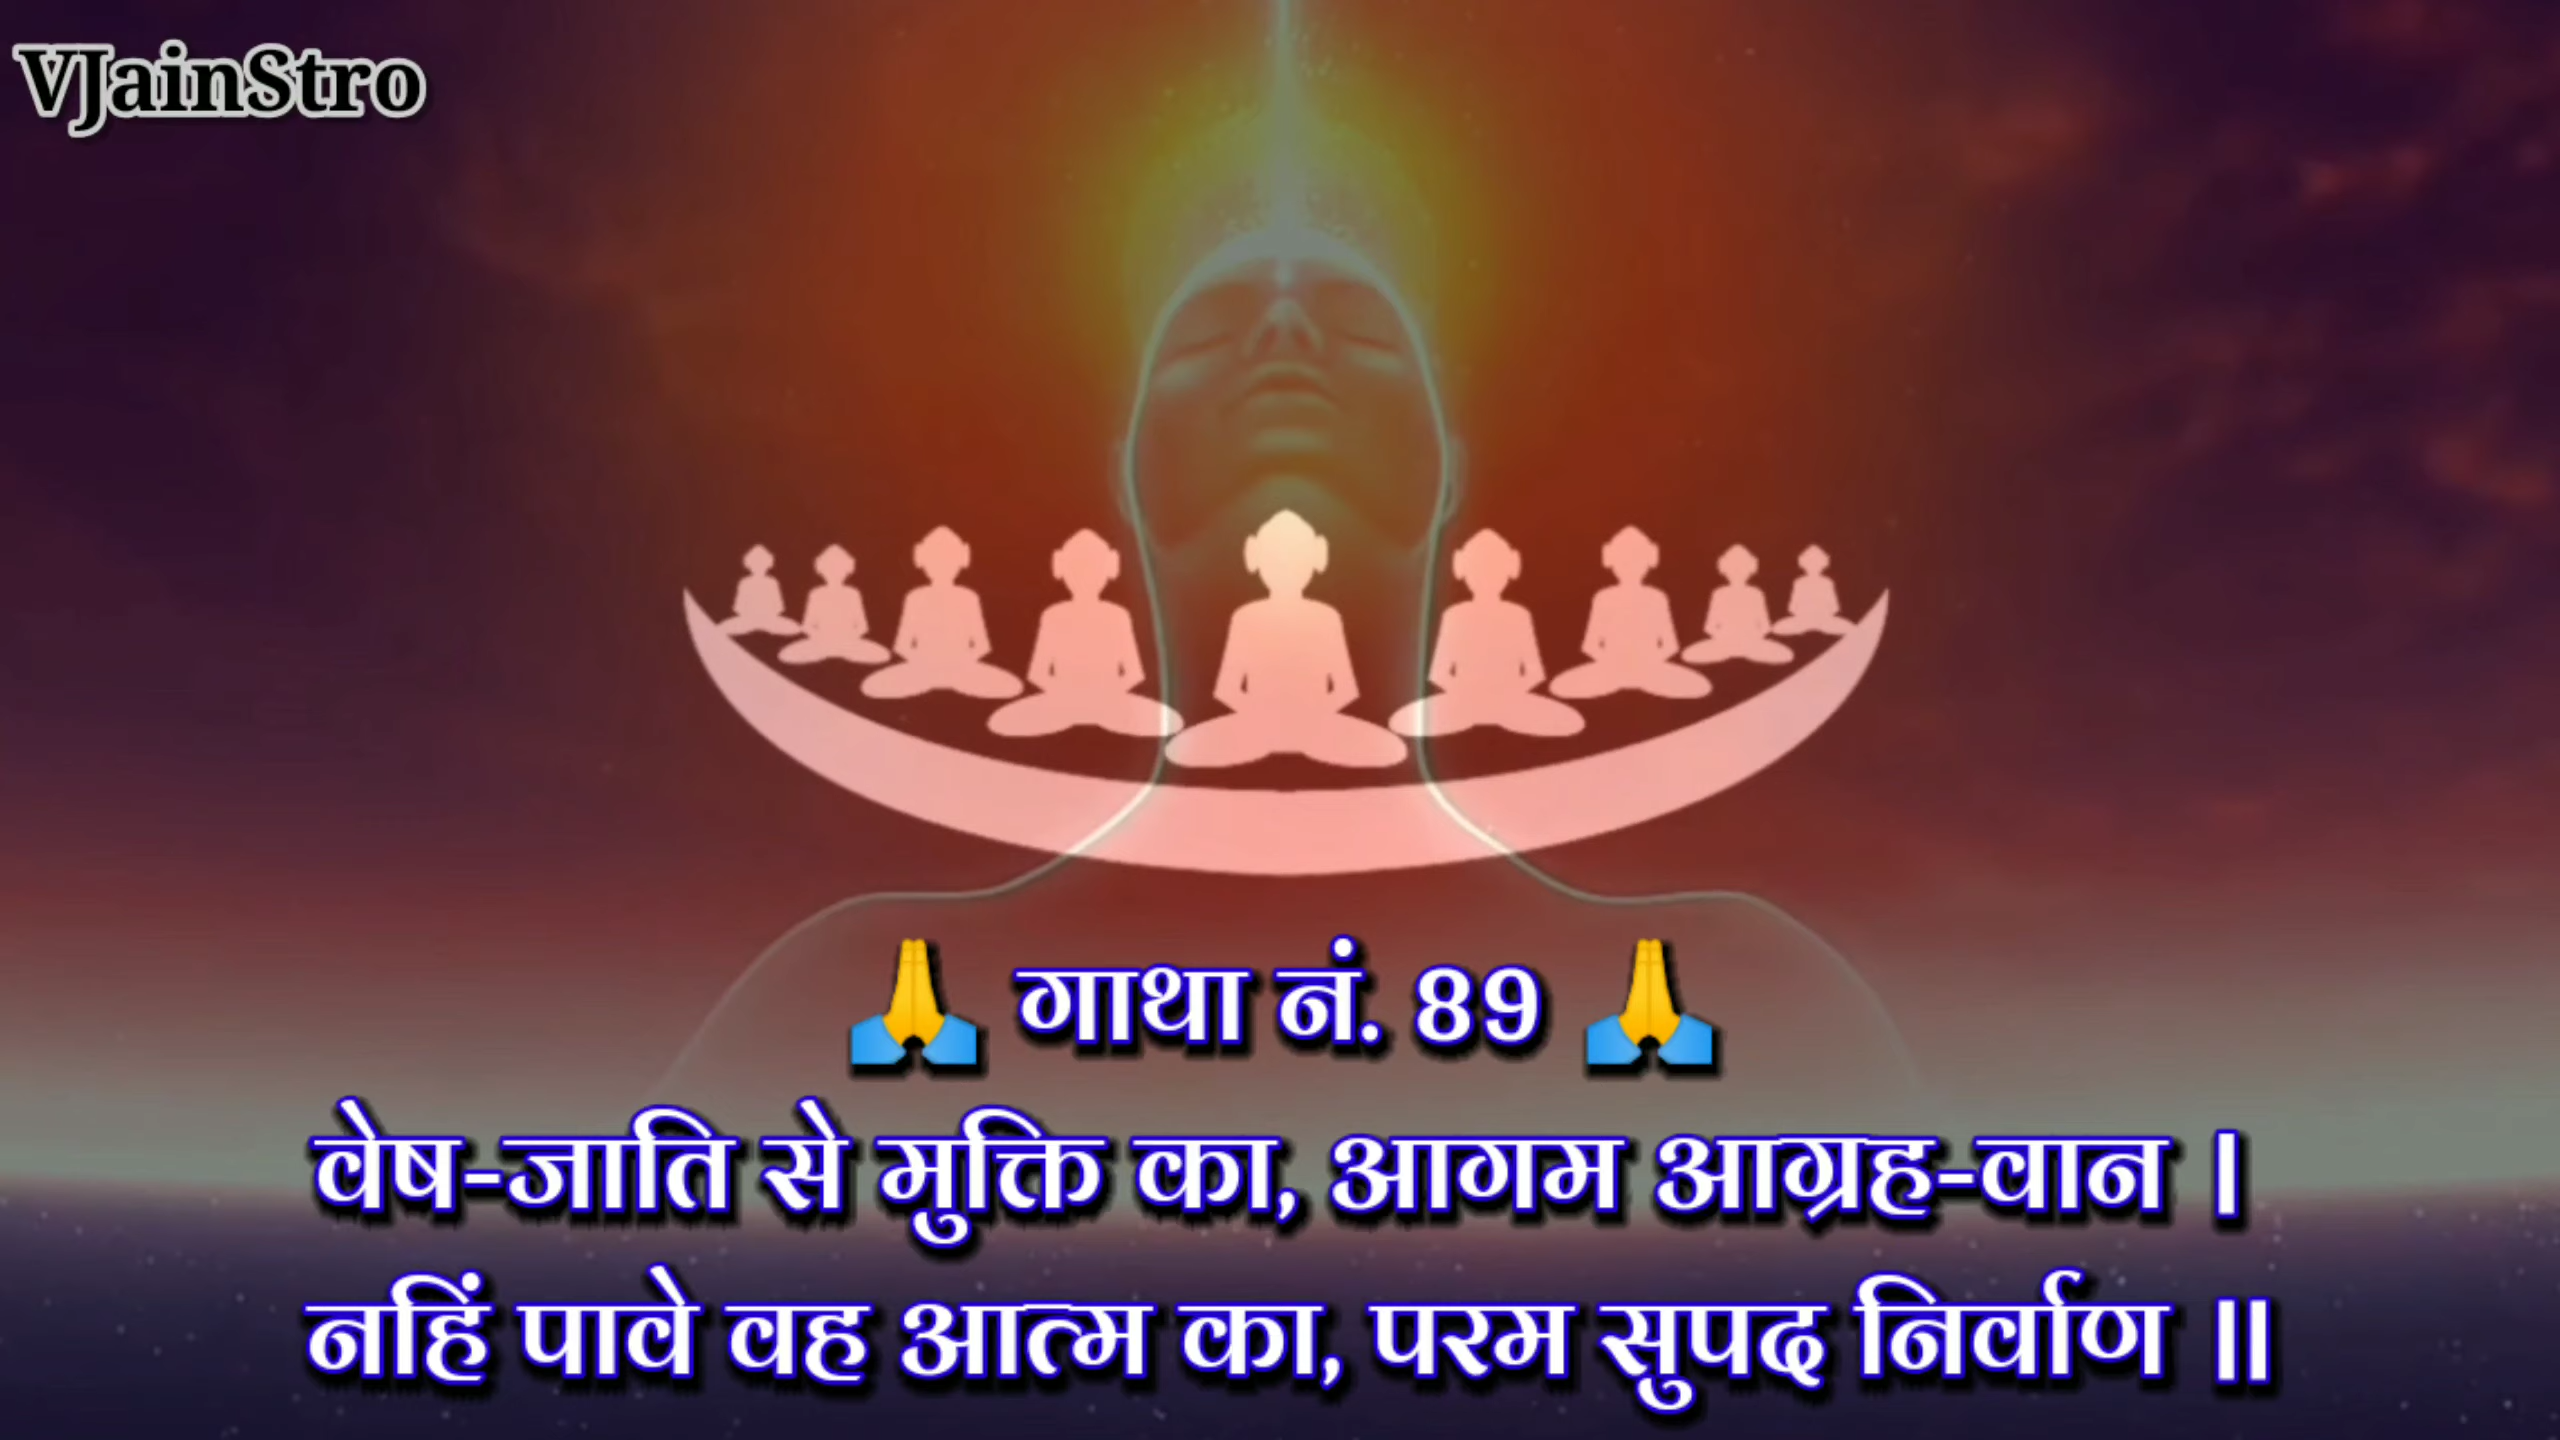 VJainStro
🙏 गाथा नं. 89 🙏
वेष-जाति से मुक्ति का, आगम आग्रह-वान ।
नहिं पावे वह आत्म का, परम सुपद निर्वाण ॥